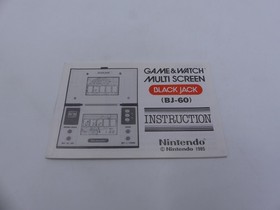 GAME & WATCH
MULTI SCREEN
BLACK JACK
(BJ-60)
INSTRUCTION
Nintendo
© Nintendo 1985